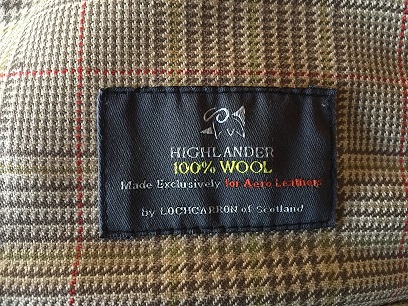 HIGHLANDER
100% WOOL
Made Exclusively for Aero Leathers
by LOCHCARRON of Scotland